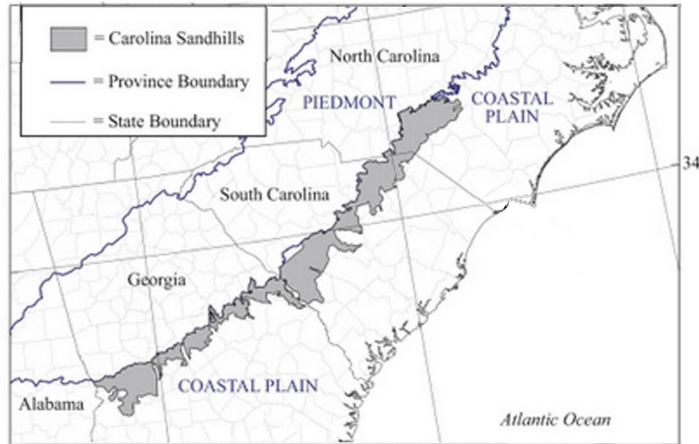 = Carolina Sandhills
= Province Boundary
= State Boundary
North Carolina
PIEDMONT
COASTAL
PLAIN
34
South Carolina
Georgia
COASTAL PLAIN
Alabama
Atlantic Ocean